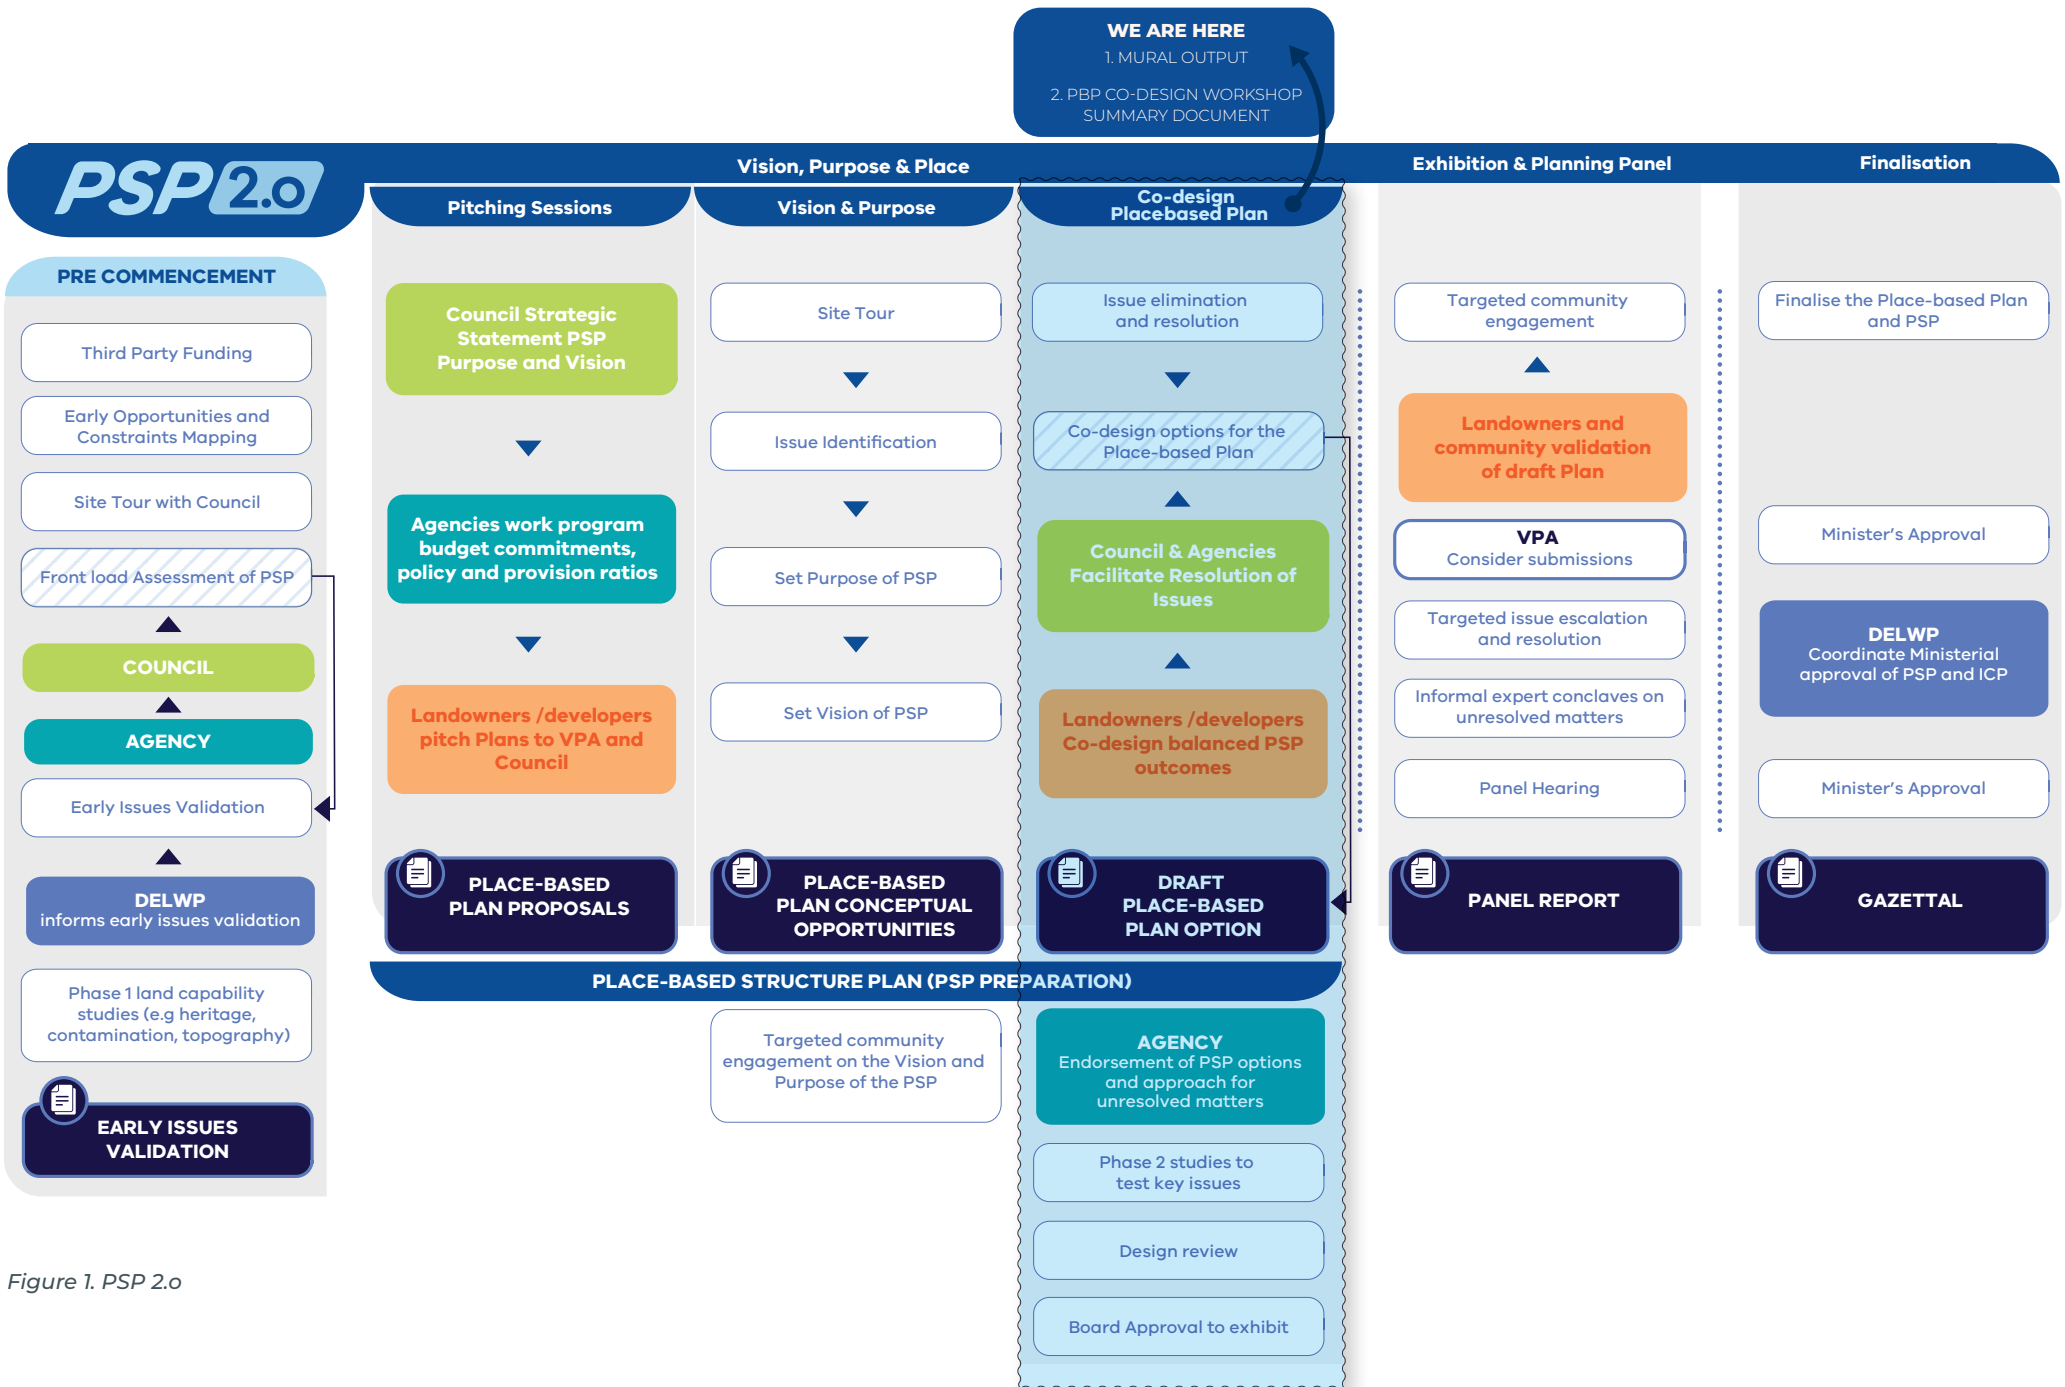 WE ARE HERE
1. MURAL OUTPUT
2. PBP CO-DESIGN WORKSHOP
SUMMARY DOCUMENT
PSP 2.0
Vision, Purpose & Place
Exhibition & Planning Panel
Finalisation
PRE COMMENCEMENT
Third Party Funding
Early Opportunities and
Constraints Mapping
Site Tour with Council
Front load Assessment of PSP
COUNCIL
AGENCY
Early Issues Validation
DELWP
informs early issues validation
Phase 1 land capability
studies (e.g heritage,
contamination, topography)
EARLY ISSUES
VALIDATION
Pitching Sessions
Council Strategic
Statement PSP
Purpose and Vision
Agencies work program
budget commitments,
policy and provision ratios
Landowners /developers
pitch Plans to VPA and
Council
PLACE-BASED
PLAN PROPOSALS
Vision & Purpose
Site Tour
Issue Identification
Set Purpose of PSP
Set Vision of PSP
PLACE-BASED
PLAN CONCEPTUAL
OPPORTUNITIES
Co-design
Placebased Plan
Issue elimination
and resolution
Co-design options for the
Place-based Plan
Council & Agencies
Facilitate Resolution of
Issues
Landowners /developers
Co-design balanced PSP
outcomes
DRAFT
PLACE-BASED
PLAN OPTION
PLACE-BASED STRUCTURE PLAN (PSP PREPARATION)
Targeted community
engagement on the Vision and
Purpose of the PSP
AGENCY
Endorsement of PSP options
and approach for
unresolved matters
Phase 2 studies to
test key issues
Design review
Board Approval to exhibit
Targeted community
engagement
Landowners and
community validation
of draft Plan
VPA
Consider submissions
Targeted issue escalation
and resolution
Informal expert conclaves on
unresolved matters
Panel Hearing
PANEL REPORT
Finalise the Place-based Plan
and PSP
Minister's Approval
DELWP
Coordinate Ministerial
approval of PSP and ICP
Minister's Approval
GAZETTAL
Figure 1. PSP 2.o